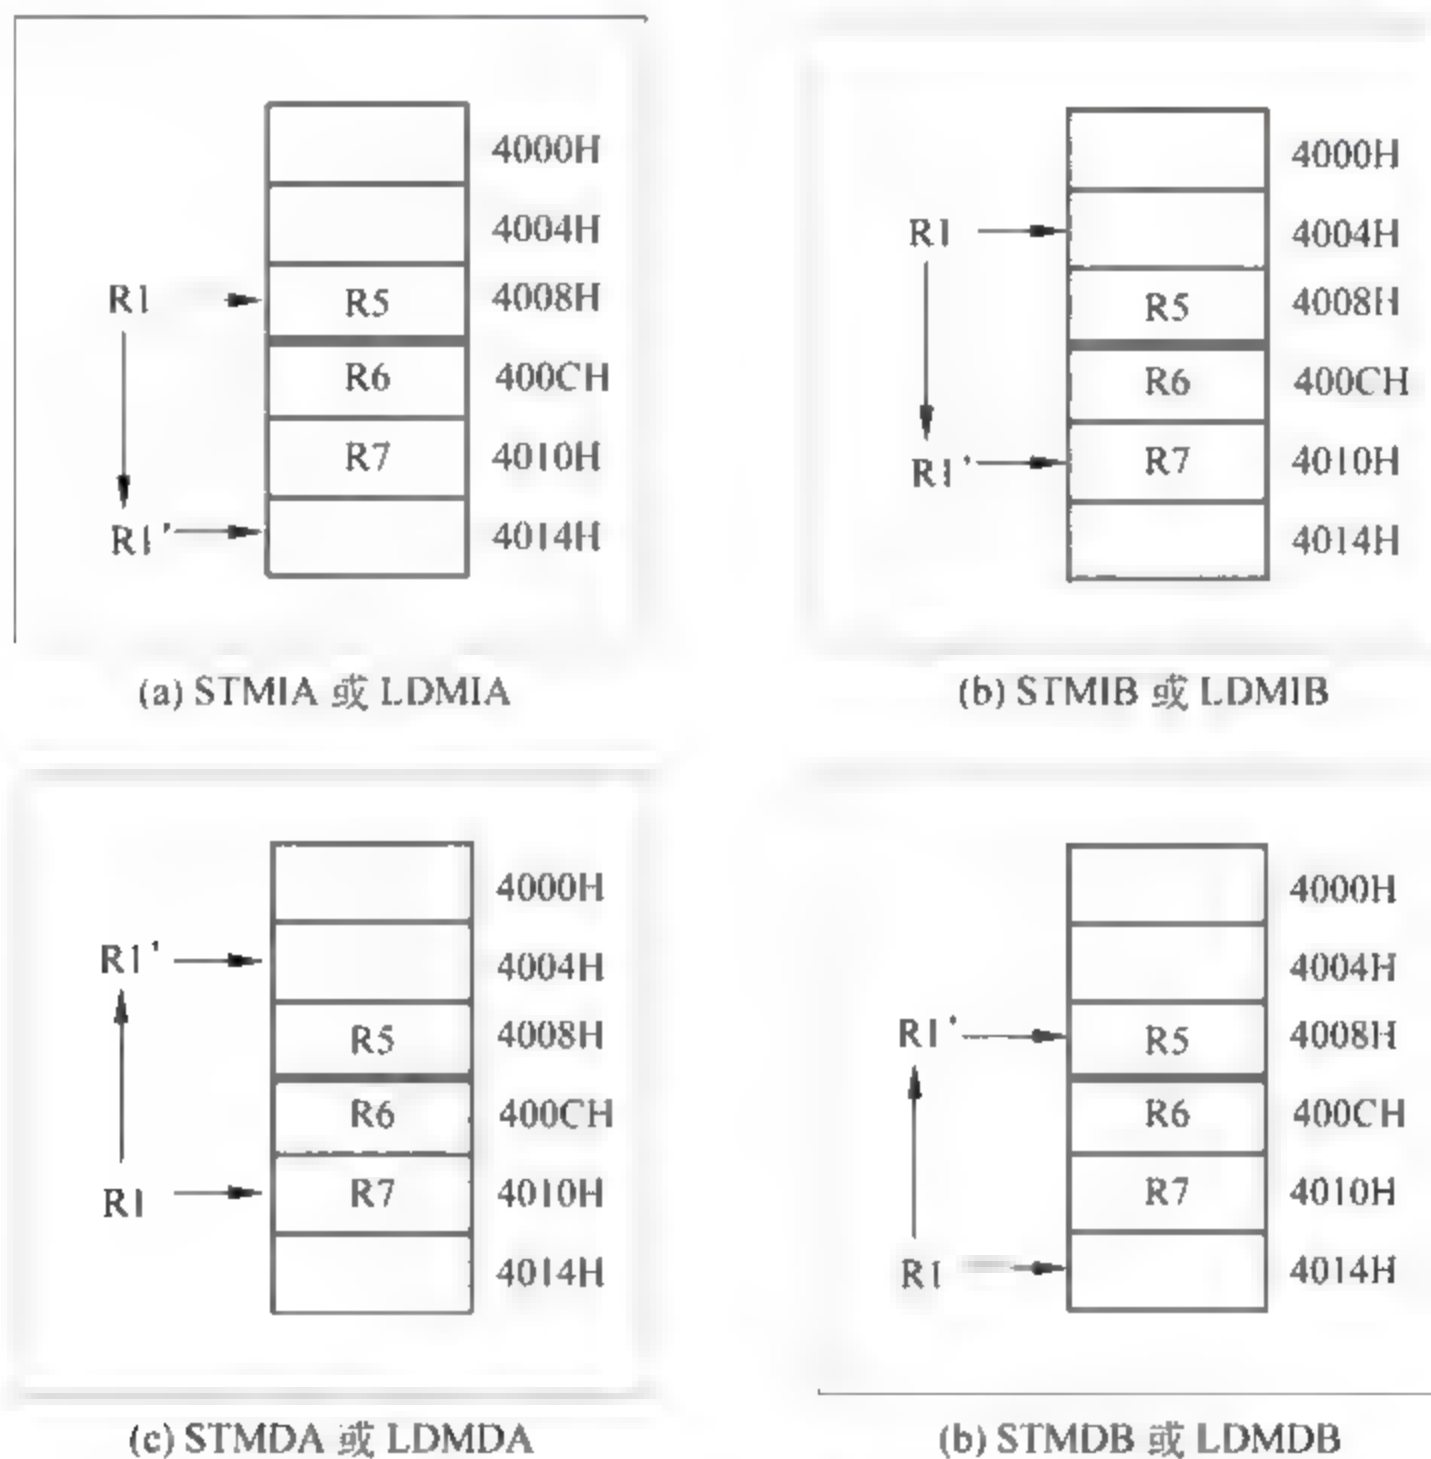 4000H
4004H
R1 R5 4008H
R6 400CH
R7 4010H
R1' 4014H
(a) STMIA 或 LDMIA
4000H
R1 4004H
R5 4008H
R6 400CH
R1' R7 4010H
4014H
(b) STMIB 或 LDMIB
4000H
R1' 4004H
R5 4008H
R6 400CH
R1 R7 4010H
4014H
(c) STMDA 或 LDMDA
4000H
4004H
R1' R5 4008H
R6 400CH
R7 4010H
R1 4014H
(b) STMDB 或 LDMDB